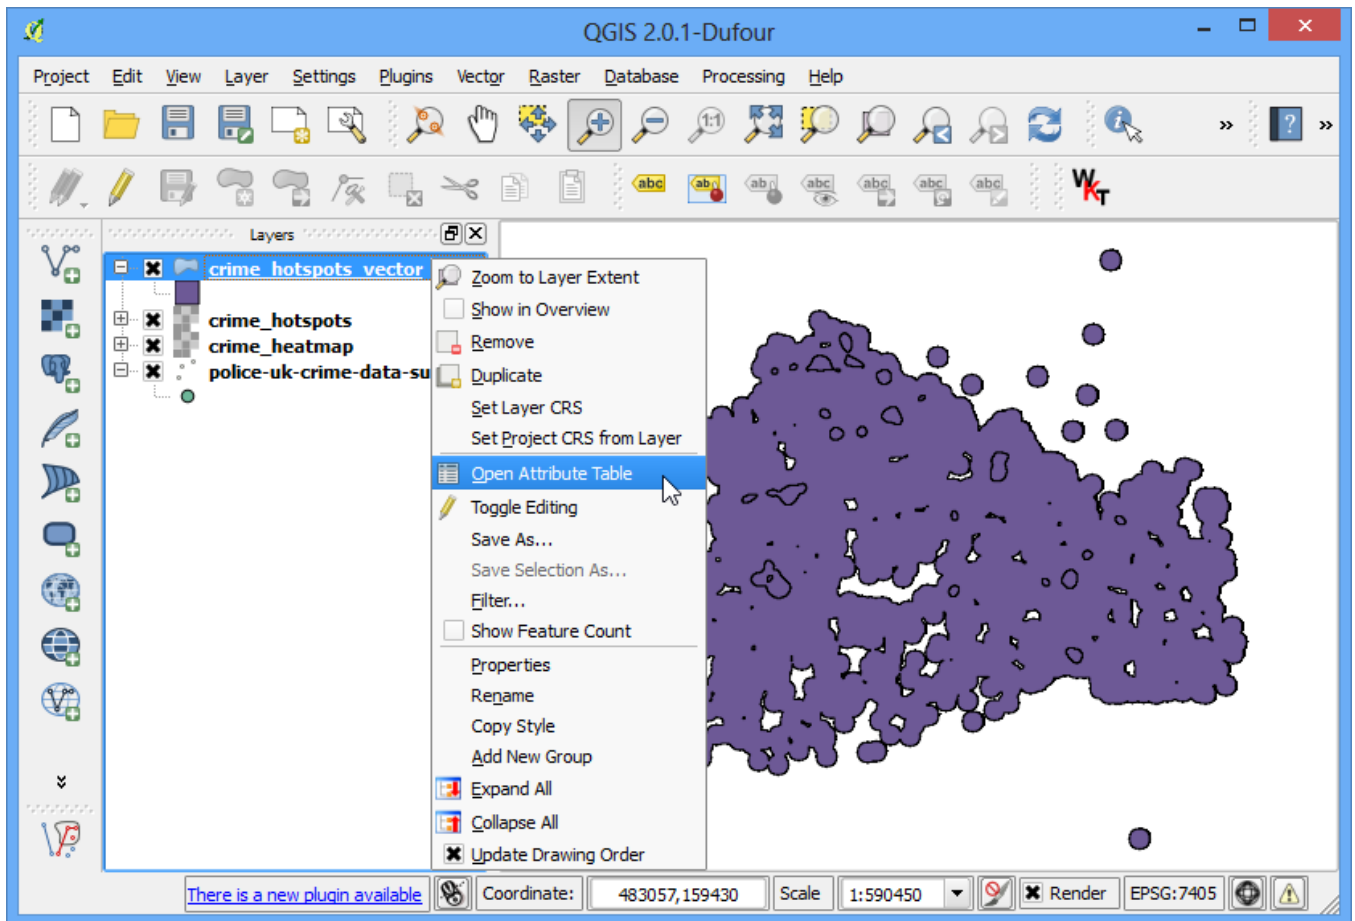 QGIS 2.0.1-Dufour
Project Edit View Layer Settings Plugins Vector Raster Database Processing Help
1:1
i
?
abc
ab
ab
abc
abc
abc
abc
WKT
Layers
crime_hotspots_vector
crime_hotspots
crime_heatmap
police-uk-crime-data-su
Zoom to Layer Extent
Show in Overview
Remove
Duplicate
Set Layer CRS
Set Project CRS from Layer
Open Attribute Table
Toggle Editing
Save As...
Save Selection As...
Filter...
Show Feature Count
Properties
Rename
Copy Style
Add New Group
Expand All
Collapse All
Update Drawing Order
There is a new plugin available Coordinate: 483057,159430 Scale 1:590450 Render EPSG:7405